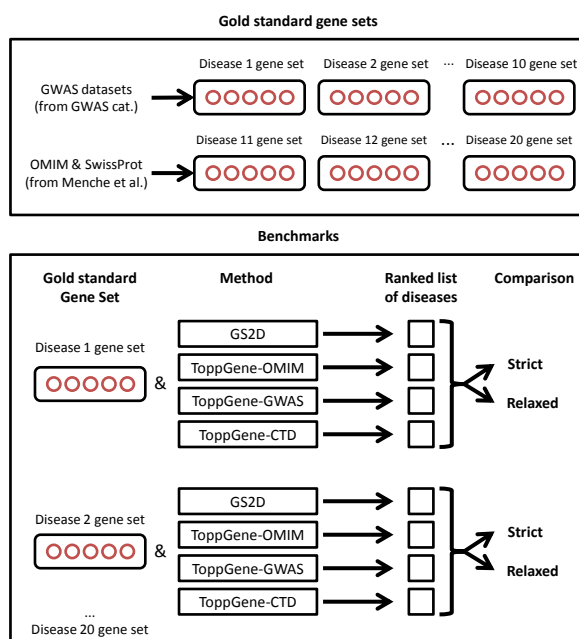 Gold standard gene sets
Disease 1 gene set Disease 2 gene set ... Disease 10 gene set
GWAS datasets
(from GWAS cat.)
Disease 11 gene set Disease 12 gene set ... Disease 20 gene set
OMIM & SwissProt
(from Menche et al.)
Benchmarks
Gold standard
Gene Set
Method
Ranked list
of diseases
Comparison
Disease 1 gene set
&
GS2D
ToppGene-OMIM
ToppGene-GWAS
ToppGene-CTD
Strict
Relaxed
Disease 2 gene set
&
GS2D
ToppGene-OMIM
ToppGene-GWAS
ToppGene-CTD
Strict
Relaxed
...
Disease 20 gene set